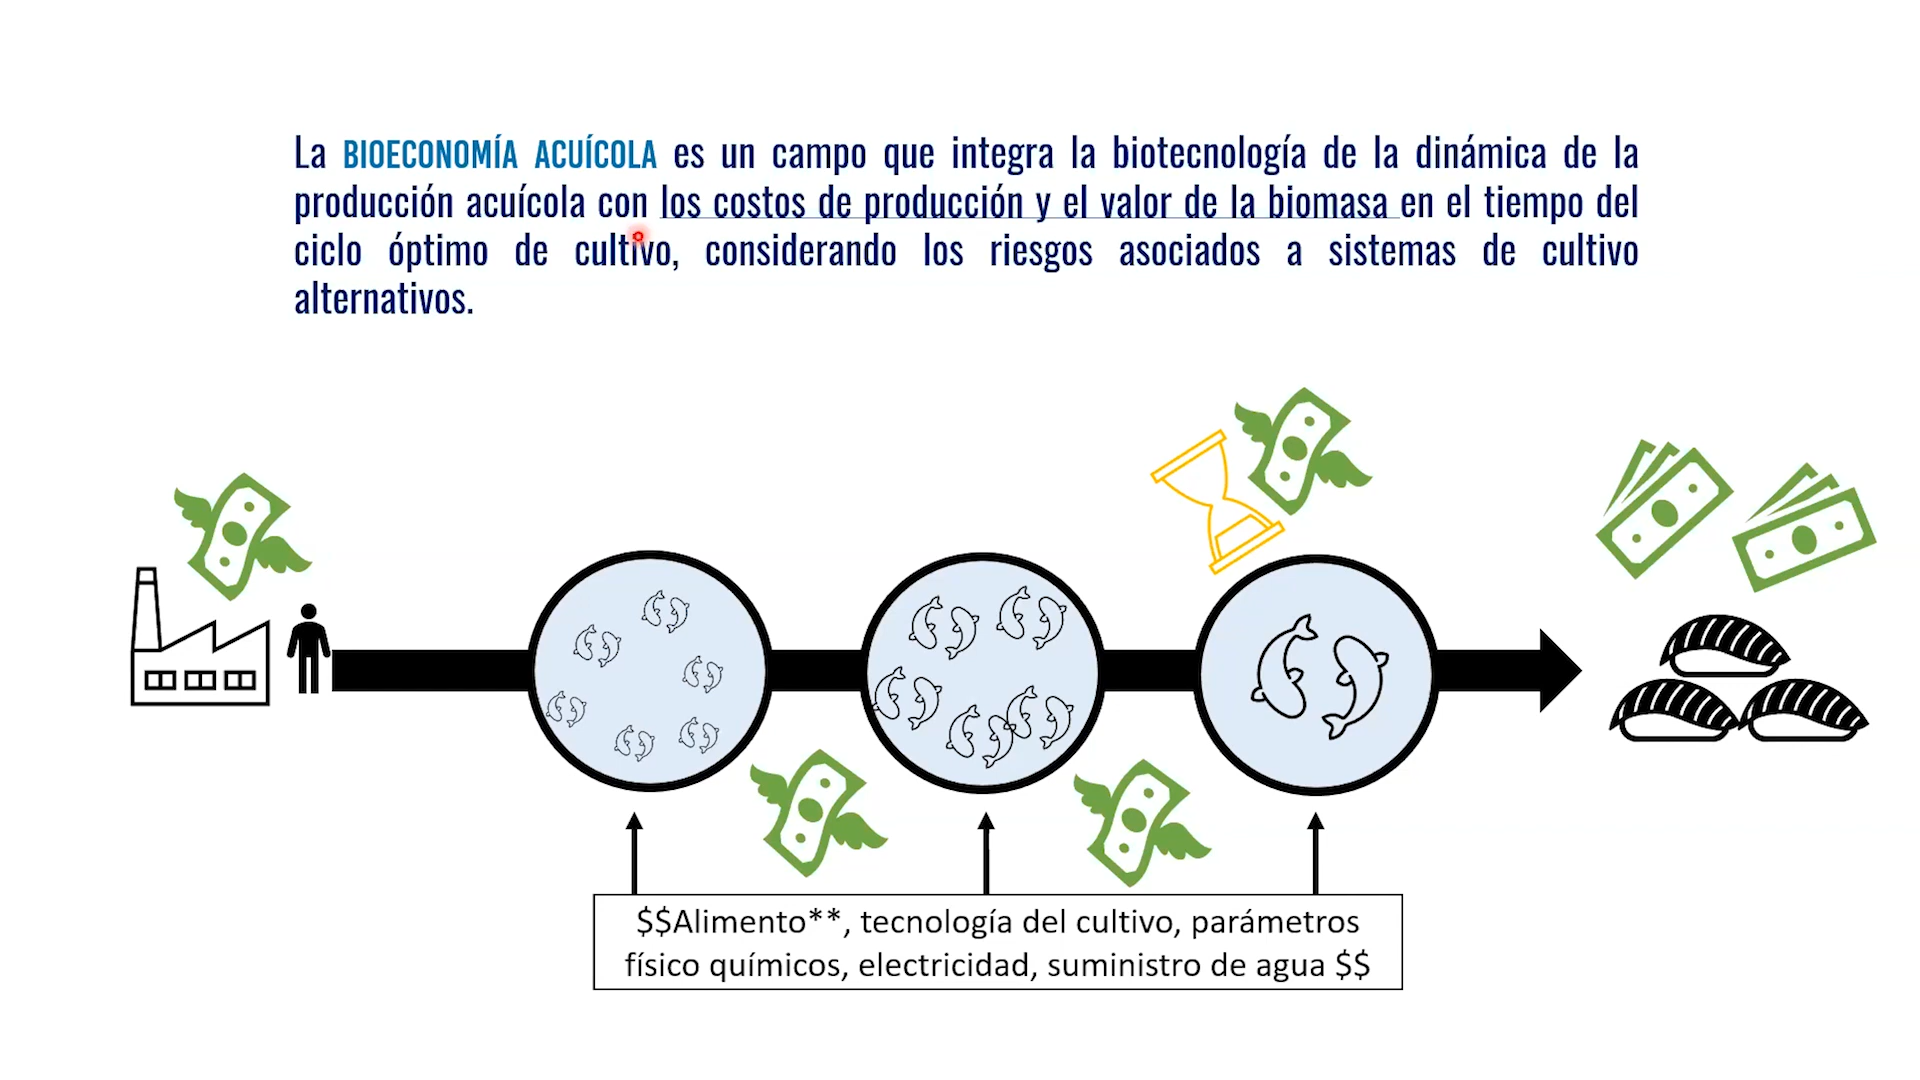 La BIOECONOMÍA ACUÍCOLA es un campo que integra la biotecnología de la dinámica de la
producción acuícola con los costos de producción y el valor de la biomasa en el tiempo del
ciclo óptimo de cultivo, considerando los riesgos asociados a sistemas de cultivo
alternativos.
$$Alimento**, tecnología del cultivo, parámetros
físico químicos, electricidad, suministro de agua $$